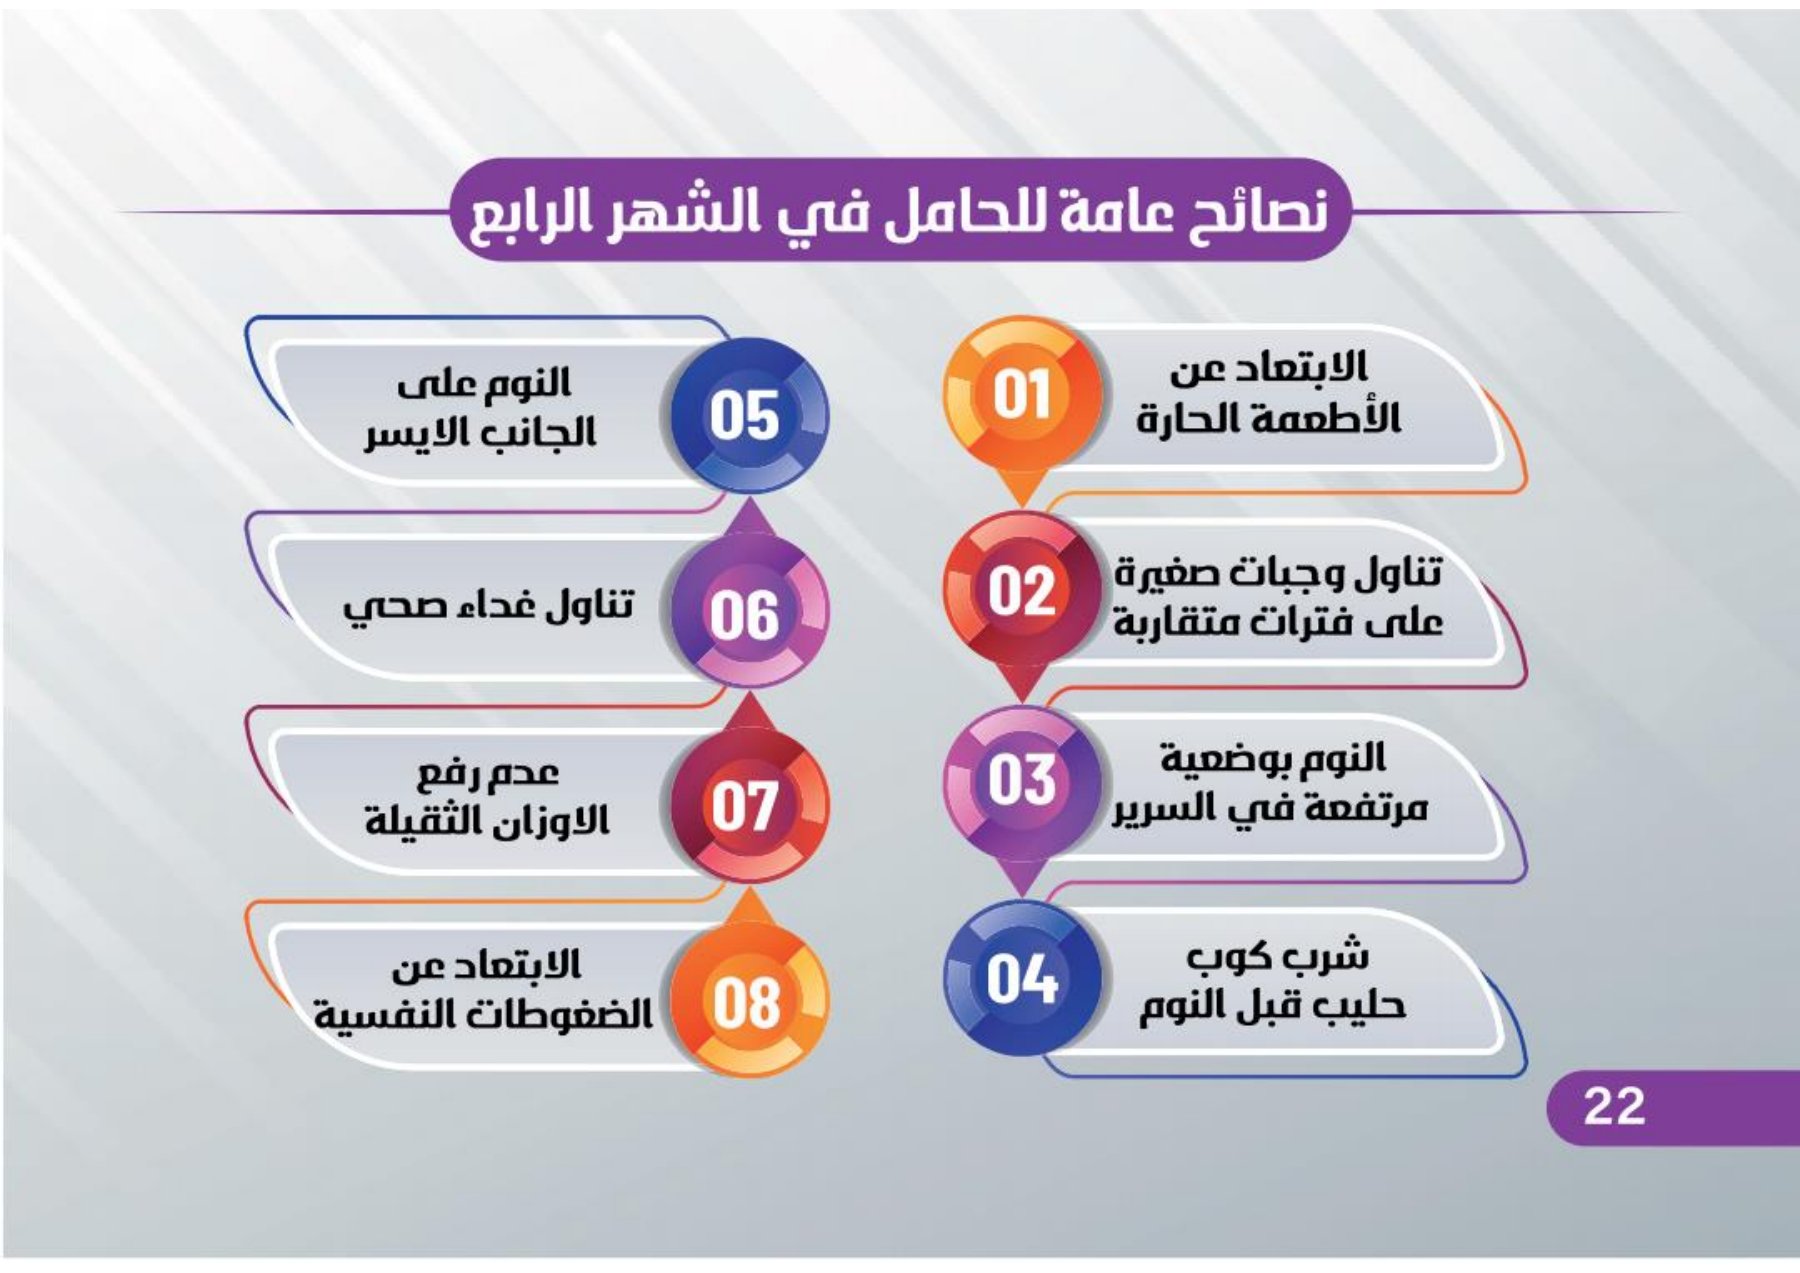 نصائح عامة للحامل في الشهر الرابع
01
الابتعاد عن
الأطعمة الحارة
02
تناول وجبات صغيرة
على فترات متقاربة
03
النوم بوضعية
مرتفعة في السرير
04
شرب كوب
حليب قبل النوم
05
النوم على
الجانب الايسر
06
تناول غداء صحي
07
عدم رفع
الاوزان الثقيلة
08
الابتعاد عن
الضغوطات النفسية
22